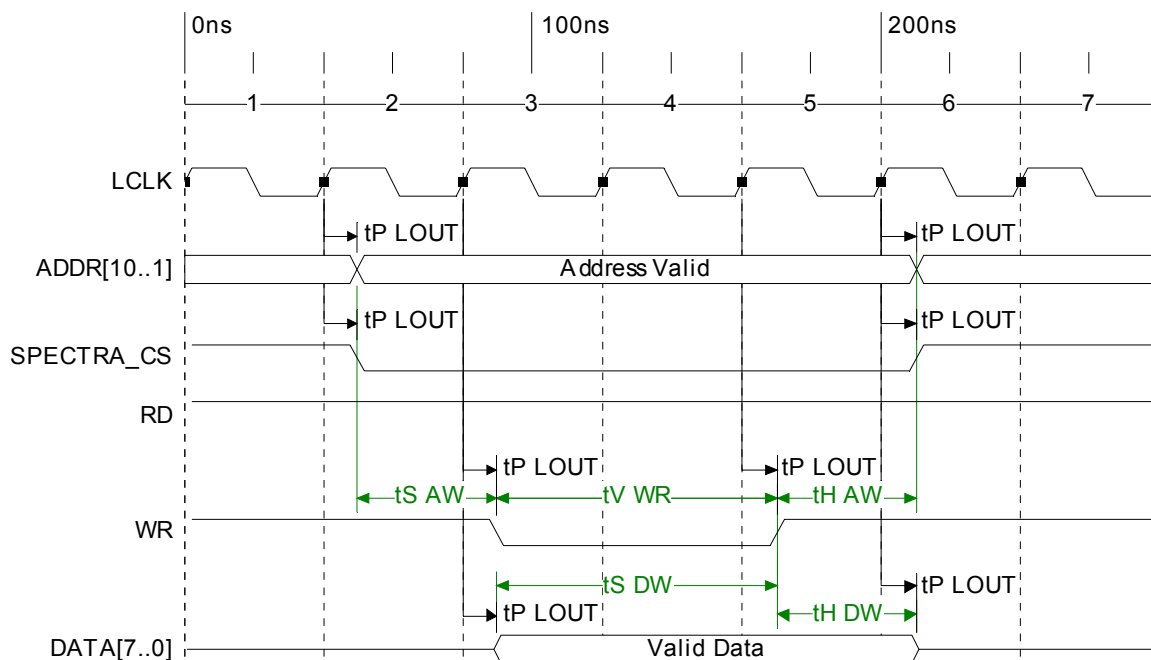 0ns 100ns 200ns
1 2 3 4 5 6 7
LCLK
tP LOUT tP LOUT
ADDR[10..1] Address Valid
tP LOUT tP LOUT
SPECTRA_CS
RD
tP LOUT tP LOUT
tS AW tV WR tH AW
WR
tS DW tP LOUT
tP LOUT tH DW
DATA[7..0] Valid Data